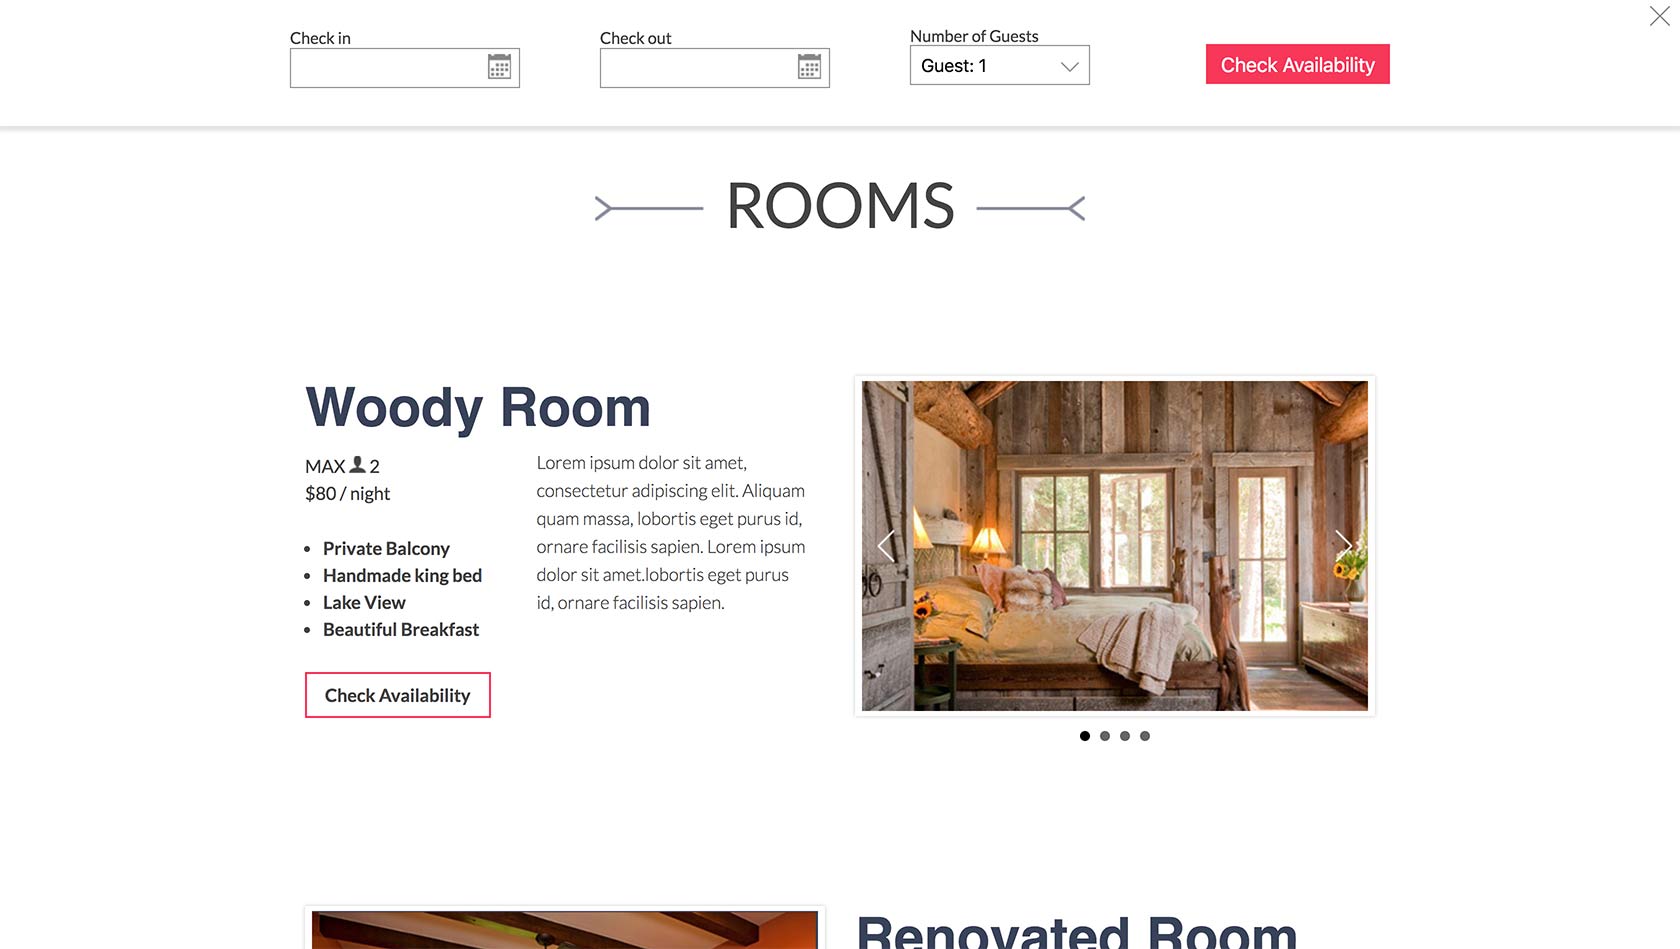 Check in
Check out
Number of Guests
Guest: 1
Check Availability
ROOMS
Woody Room
MAX 2
$80 / night
Private Balcony
Handmade king bed
Lake View
Beautiful Breakfast
Check Availability
Lorem ipsum dolor sit amet,
consectetur adipiscing elit. Aliquam
quam massa, lobortis eget purus id,
ornare facilisis sapien. Lorem ipsum
dolor sit amet.lobortis eget purus
id, ornare facilisis sapien.
Renovated Room